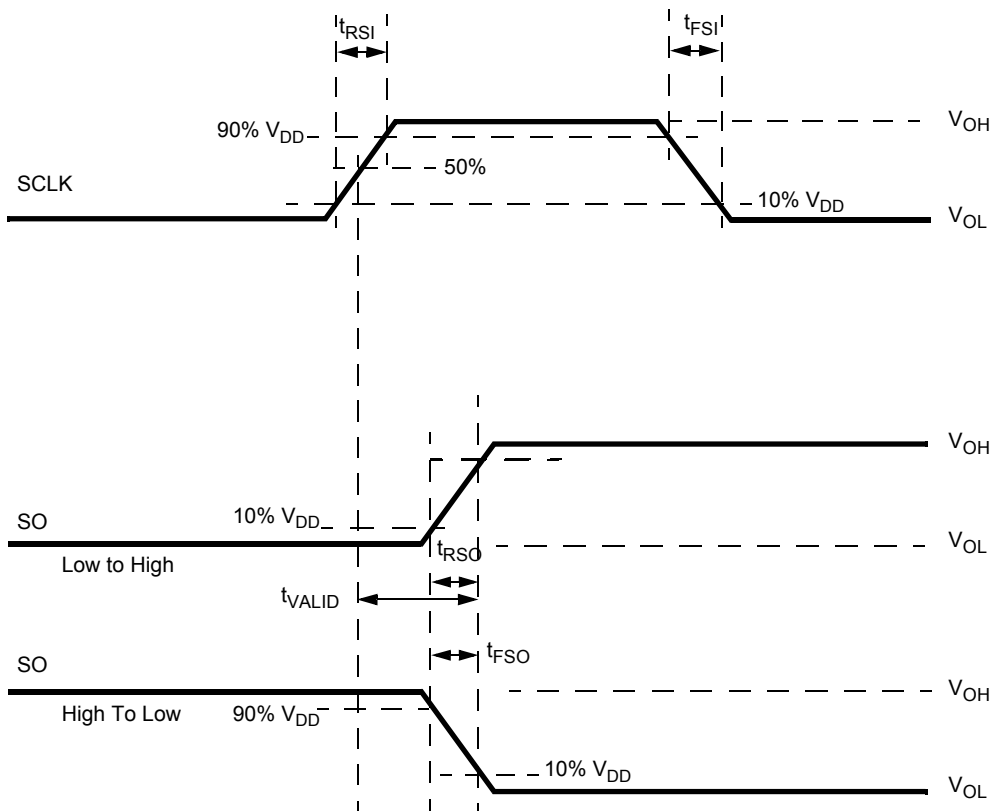 tRSI
tFSI
90% VDD
VOH
50%
SCLK
10% VDD
VOL
VOH
SO
10% VDD
Low to High
tRSO
VOL
tVALID
SO
tFSO
VOH
High To Low
90% VDD
10% VDD
VOL